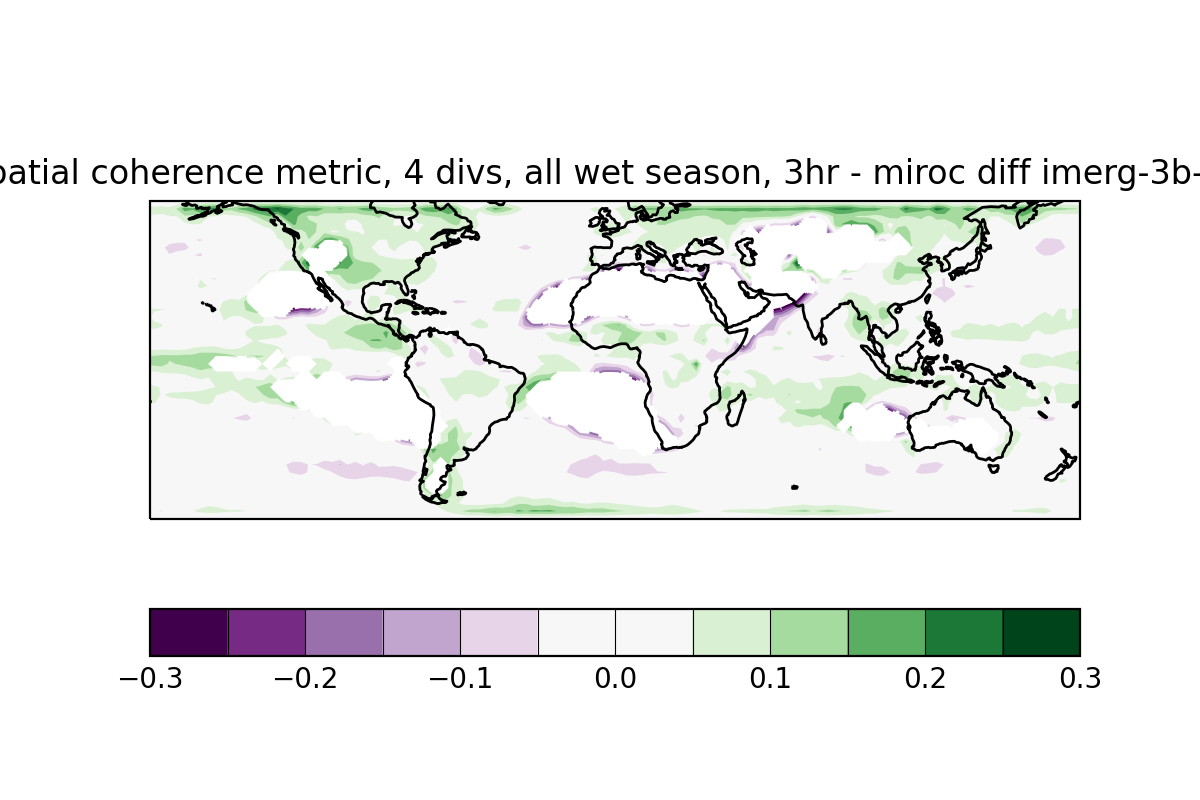 patial coherence metric, 4 divs, all wet season, 3hr - miroc diff imerg-3b-
−0.3 −0.2 −0.1 0.0 0.1 0.2 0.3